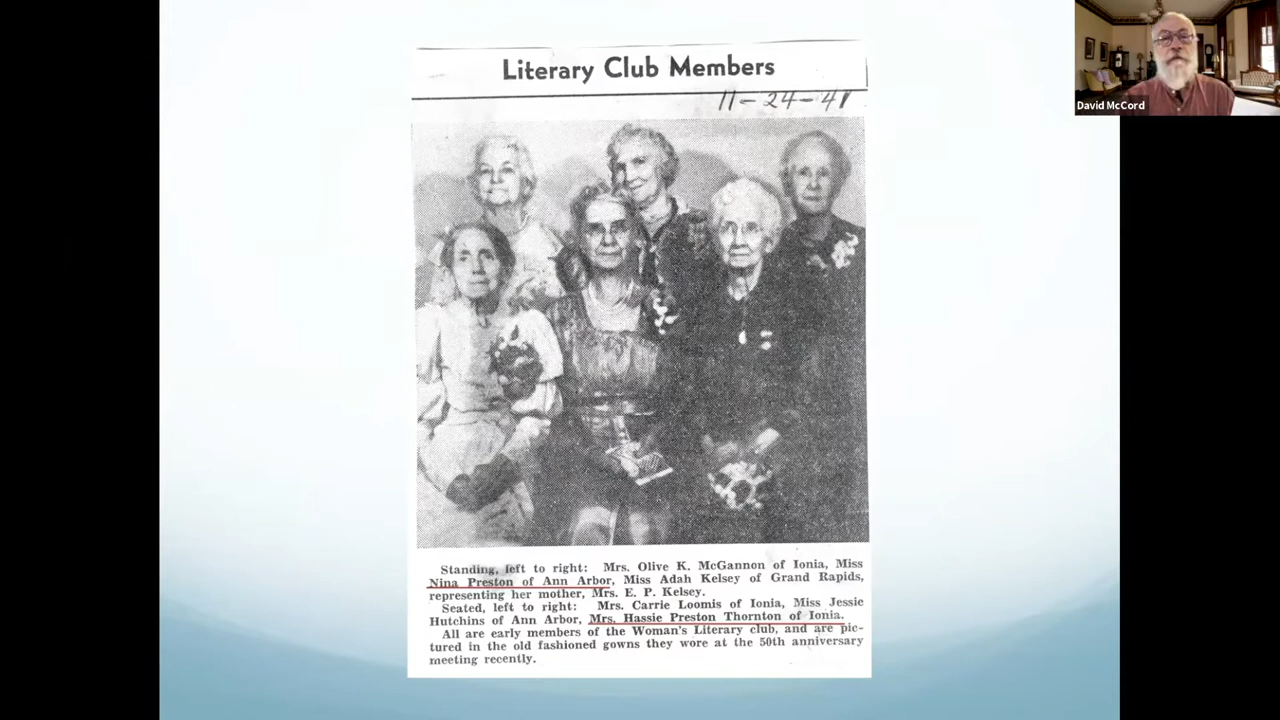 Literary Club Members
11-24-41
David McCord
Standing, left to right: Mrs. Olive K. McGannon of Ionia, Miss
Nina Preston of Ann Arbor, Miss Adah Kelsey of Grand Rapids,
representing her mother, Mrs. E. P. Kelsey.
Seated, left to right: Mrs. Carrie Loomis of Ionia, Miss Jessie
Hutchins of Ann Arbor, Mrs. Hassie Preston Thornton of Ionia.
All are early members of the Woman's Literary club, and are pic-
tured in the old fashioned gowns they wore at the 50th anniversary
meeting recently.